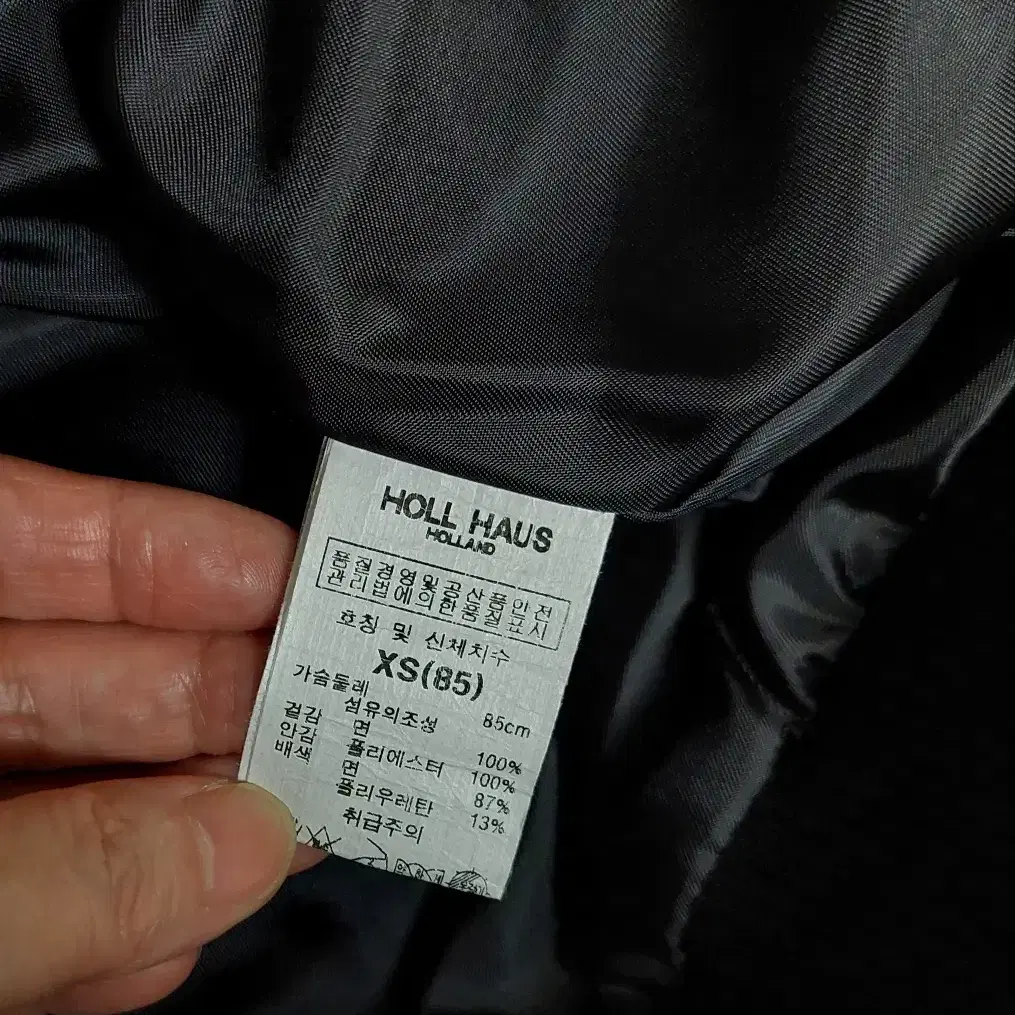 HOLL HAUS
HOLLAND
품질경영및공산품안전
관리법에의한품질표시
호칭 및 신체치수
XS(85)
가슴둘레 85cm
섬유의조성
겉감 면 100%
안감 폴리에스터 100%
배색 면 87%
폴리우레탄 13%
취급주의